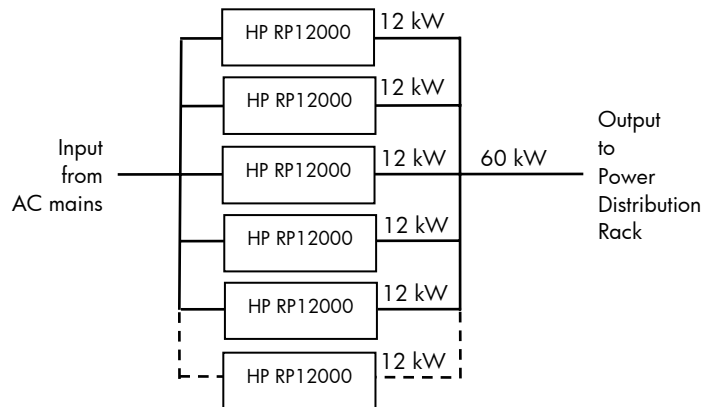 HP RP12000
12 kW
HP RP12000
12 kW
HP RP12000
12 kW
HP RP12000
12 kW
HP RP12000
12 kW
HP RP12000
12 kW
Input
from
AC mains
60 kW
Output
to
Power
Distribution
Rack